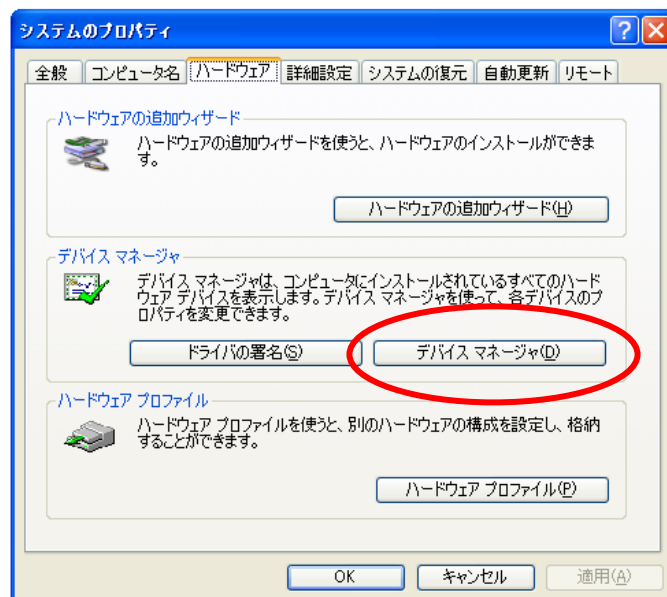 システムのプロパティ
全般 コンピュータ名 ハードウェア 詳細設定 システムの復元 自動更新 リモート
ハードウェアの追加ウィザード
ハードウェアの追加ウィザードを使うと、ハードウェアのインストールができま
す。
ハードウェアの追加ウィザード(H)
デバイス マネージャ
デバイス マネージャは、コンピュータにインストールされているすべてのハード
ウェア デバイスを表示します。デバイス マネージャを使って、各デバイスのプ
ロパティを変更できます。
ドライバの署名(S) デバイス マネージャ(D)
ハードウェア プロファイル
ハードウェア プロファイルを使うと、別のハードウェアの構成を設定し、格納
することができます。
ハードウェア プロファイル(P)
OK キャンセル 適用(A)